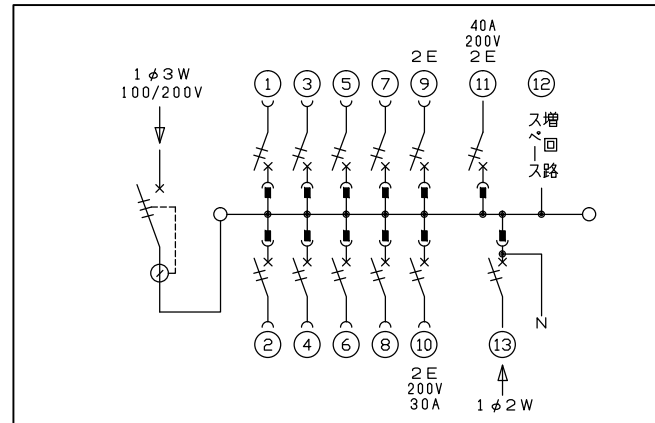 1φ3W
100/200V
① ③ ⑤ ⑦ ⑨ ⑪ ⑫
2E
40A
200V
2E
増回路
スペース
② ④ ⑥ ⑧ ⑩ ⑬
2E
200V
30A
N
1φ2W